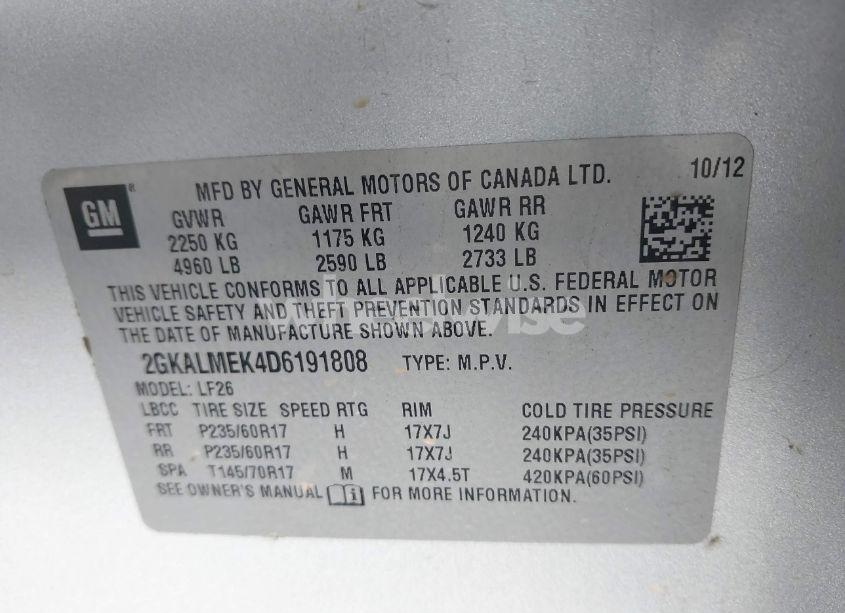 MFD BY GENERAL MOTORS OF CANADA LTD. 10/12
GM ®
GVWR GAWR FRT GAWR RR
2250 KG 1175 KG 1240 KG
4960 LB 2590 LB 2733 LB
THIS VEHICLE CONFORMS TO ALL APPLICABLE U.S. FEDERAL MOTOR
VEHICLE SAFETY AND THEFT PREVENTION STANDARDS IN EFFECT ON
THE DATE OF MANUFACTURE SHOWN ABOVE.
2GKALMEK4D6191808 TYPE: M.P.V.
MODEL: LF26
LBCC TIRE SIZE SPEED RTG RIM COLD TIRE PRESSURE
FRT P235/60R17 H 17X7J 240KPA(35PSI)
RR P235/60R17 H 17X7J 240KPA(35PSI)
SPA T145/70R17 M 17X4.5T 420KPA(60PSI)
SEE OWNER'S MANUAL FOR MORE INFORMATION.